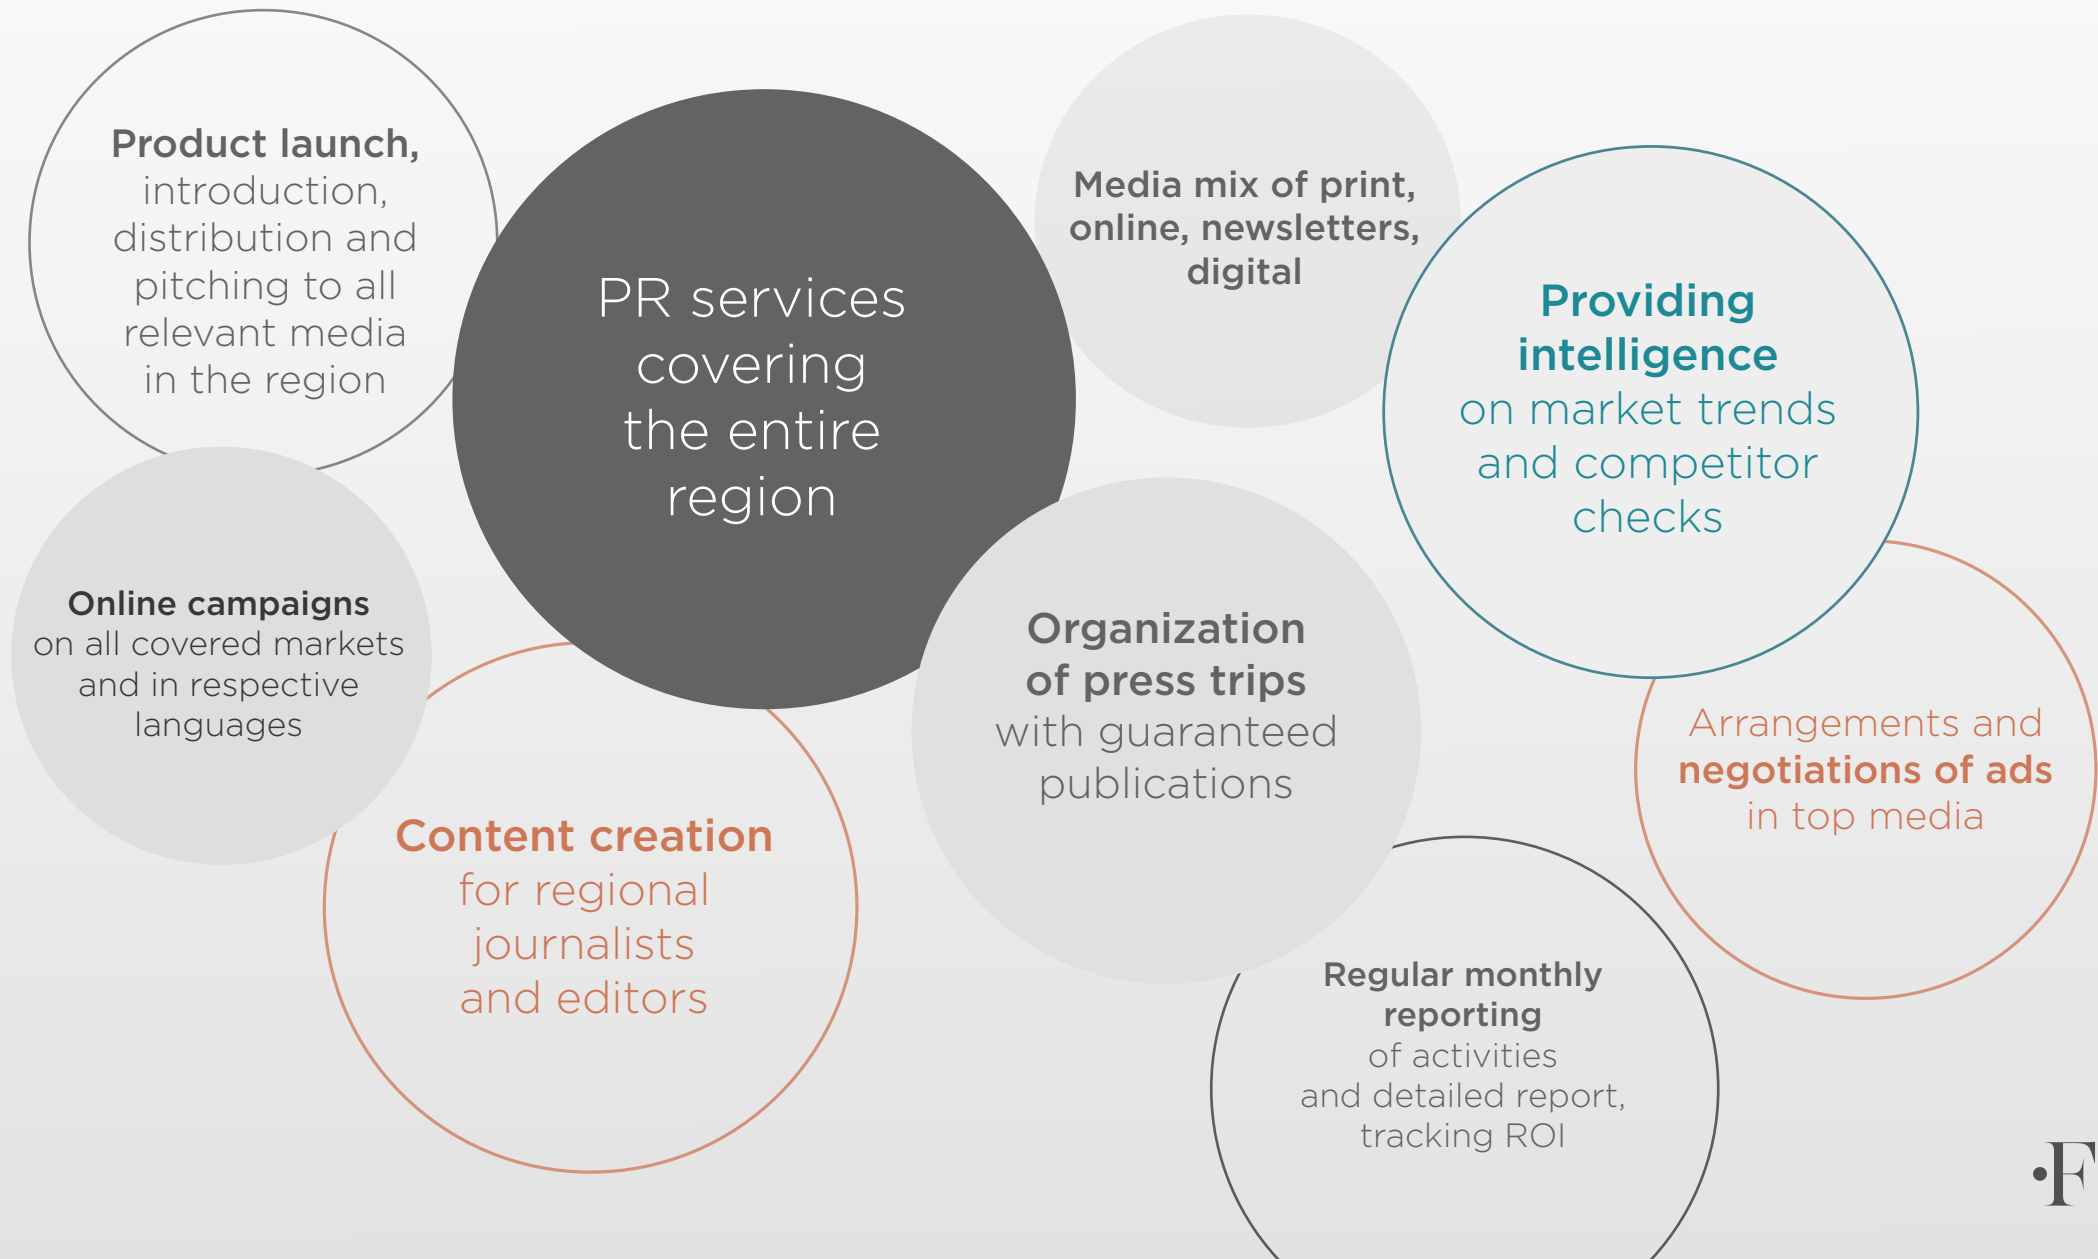 Product launch,
introduction,
distribution and
pitching to all
relevant media
in the region
PR services
covering
the entire
region
Media mix of print,
online, newsletters,
digital
Providing
intelligence
on market trends
and competitor
checks
Online campaigns
on all covered markets
and in respective
languages
Content creation
for regional
journalists
and editors
Organization
of press trips
with guaranteed
publications
Arrangements and
negotiations of ads
in top media
Regular monthly
reporting
of activities
and detailed report,
tracking ROI
·F